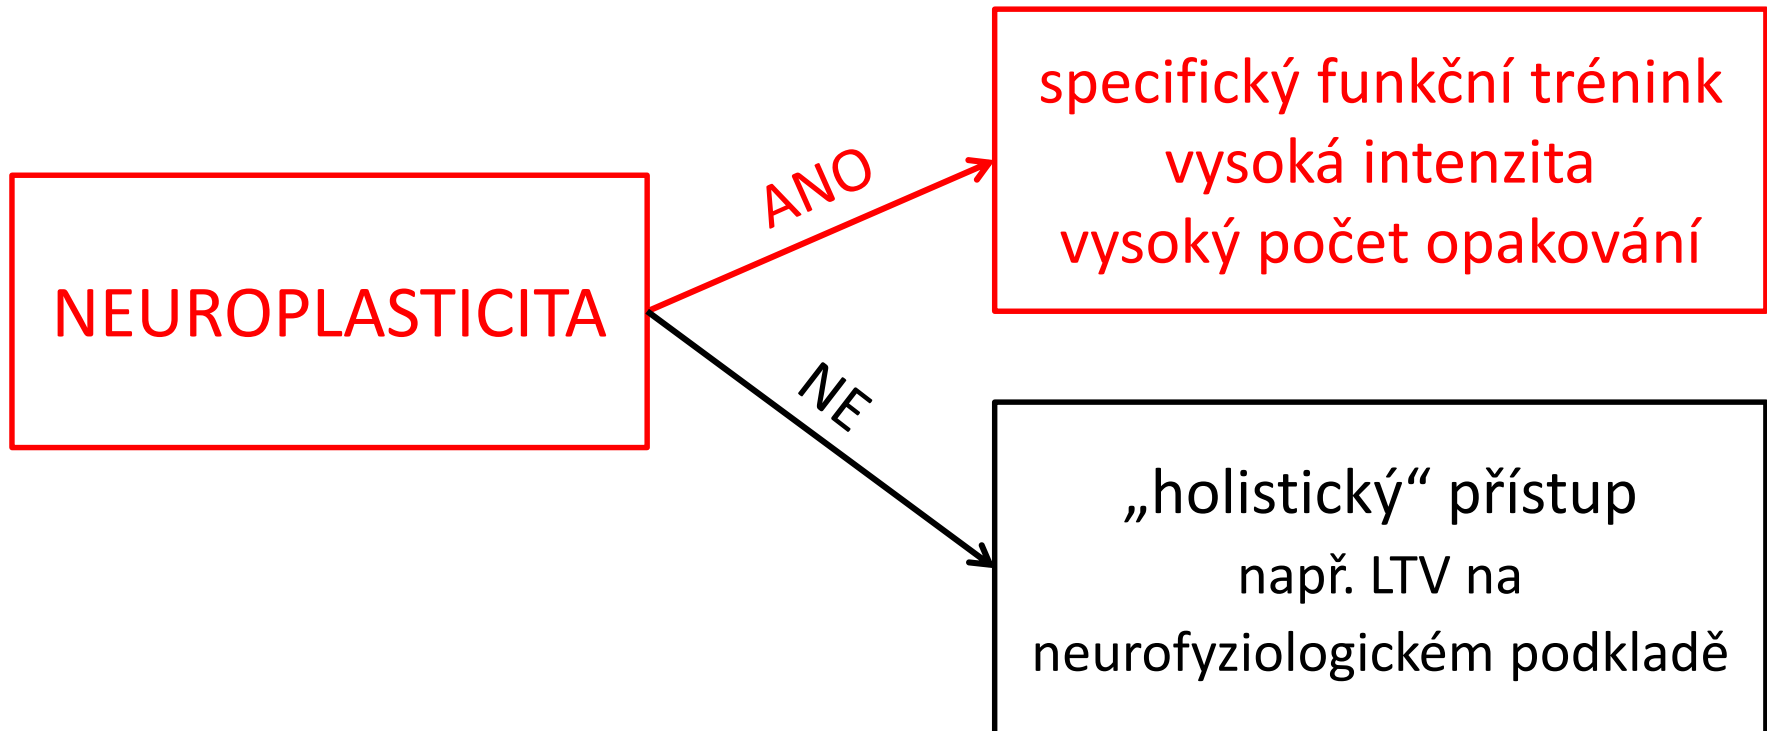 NEUROPLASTICITA
ANO
specifický funkční trénink
vysoká intenzita
vysoký počet opakování
NE
„holistický“ přístup
např. LTV na
neurofyziologickém podkladě